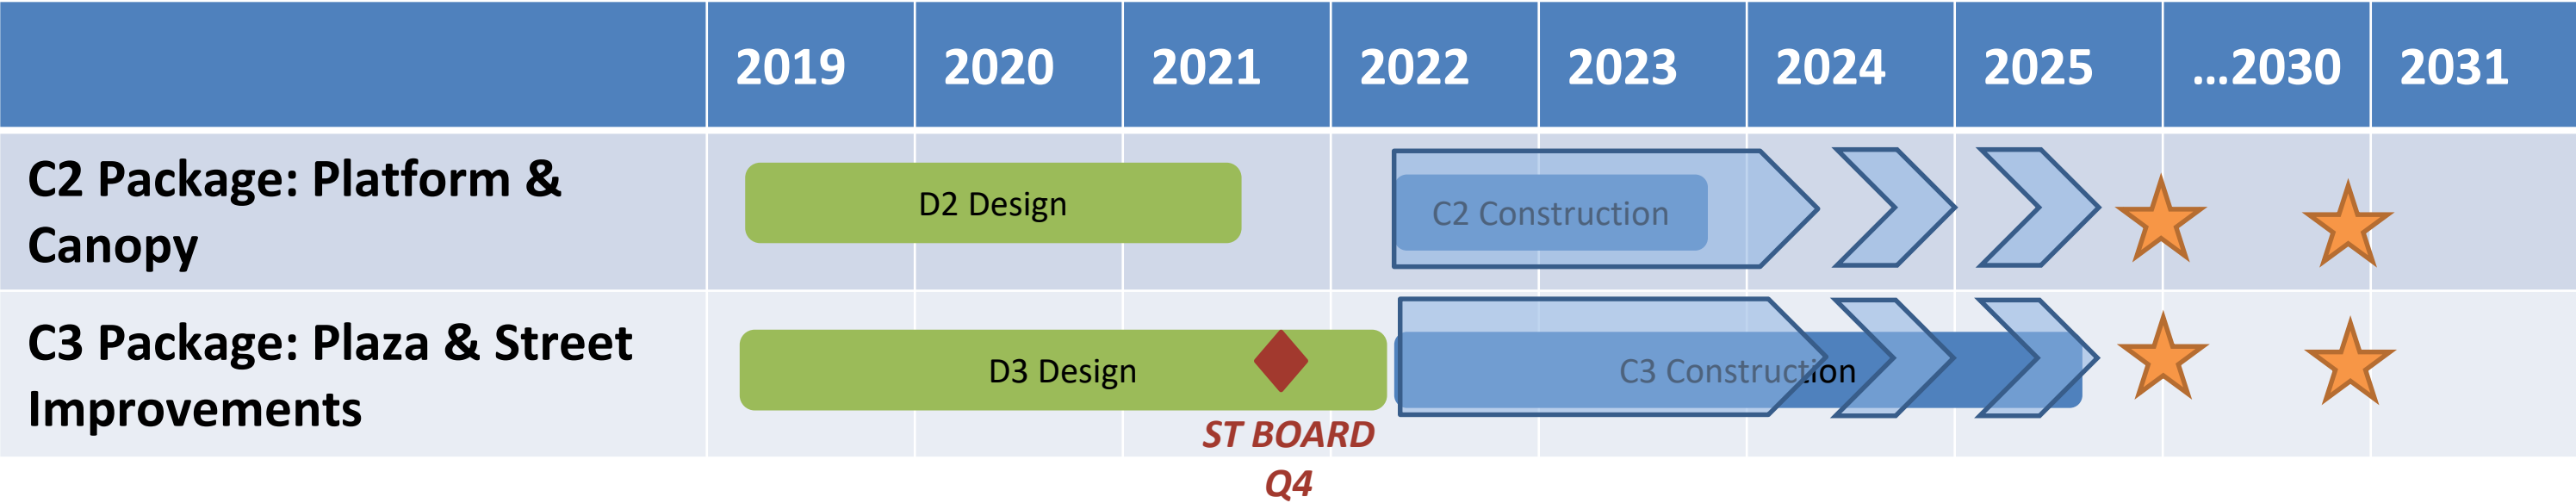 2019 2020 2021 2022 2023 2024 2025 ...2030 2031
C2 Package: Platform &
Canopy
D2 Design
C2 Construction
C3 Package: Plaza & Street
Improvements
D3 Design
C3 Construction
ST BOARD
Q4